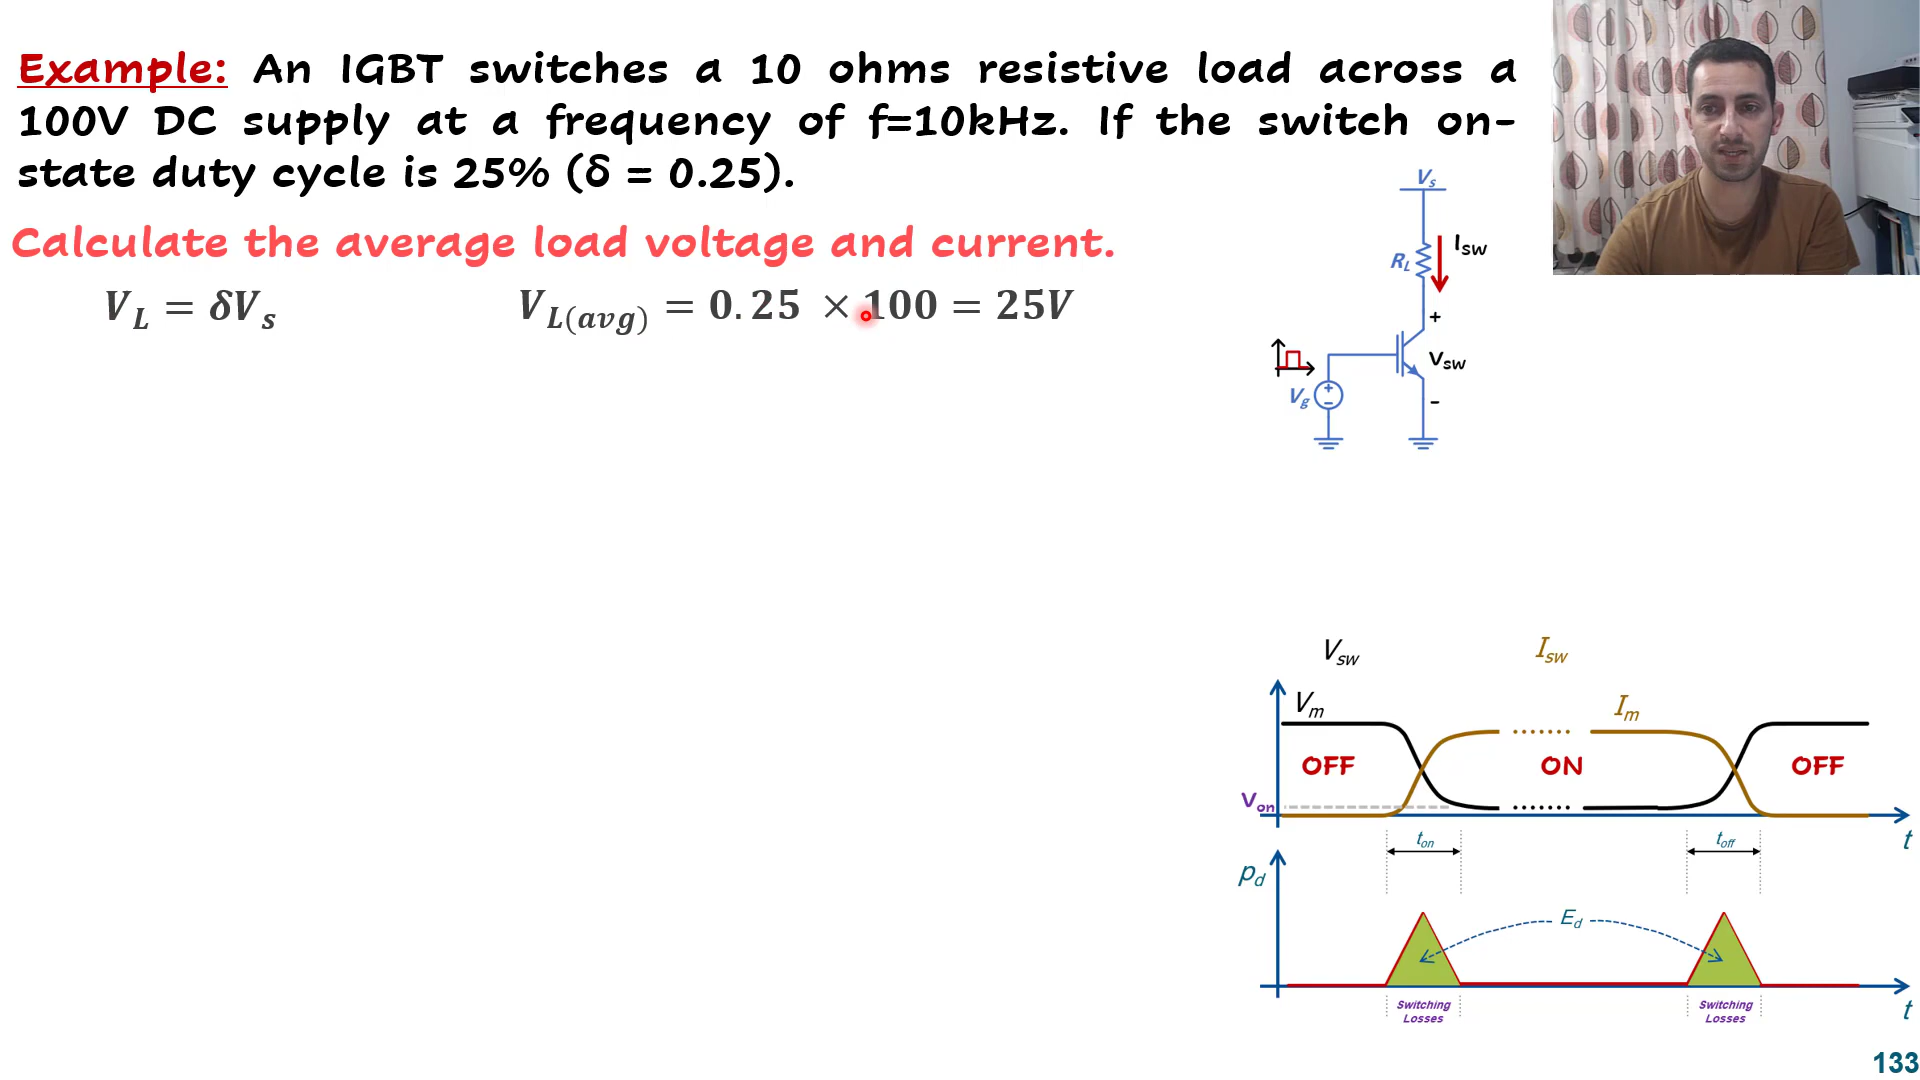 Example: An IGBT switches a 10 ohms resistive load across a
100V DC supply at a frequency of f=10kHz. If the switch on-
state duty cycle is 25% (δ = 0.25).
Calculate the average load voltage and current.
V_L = δV_s
V_{L(avg)} = 0.25 × 100 = 25V
V_s
R_L
I_SW
+
V_SW
-
V_g
+
-
V_SW
I_SW
V_m
I_m
OFF
ON
OFF
V_on
t
t_on
t_off
p_d
E_d
Switching
Losses
Switching
Losses
t
133